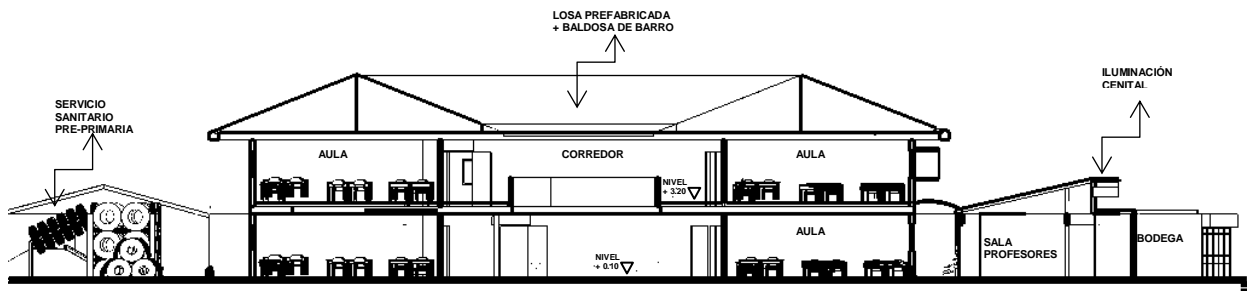 LOSA PREFABRICADA
+ BALDOSA DE BARRO
ILUMINACIÓN
CENITAL
SERVICIO
SANITARIO
PRE-PRIMARIA
AULA
CORREDOR
AULA
NIVEL
+ 3.20
AULA
NIVEL
+ 0.10
SALA
PROFESORES
BODEGA